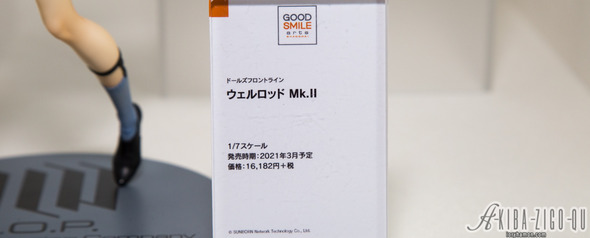 GOOD
SMILE
arts
ドールズフロントライン
ウェルロッド Mk.II
1/7スケール
発売時期：2021年3月予定
価格：16,182円＋税
© SUNBORN Network Technology Co., Ltd.
.O.P.
AKIBA-ZIGO-QU